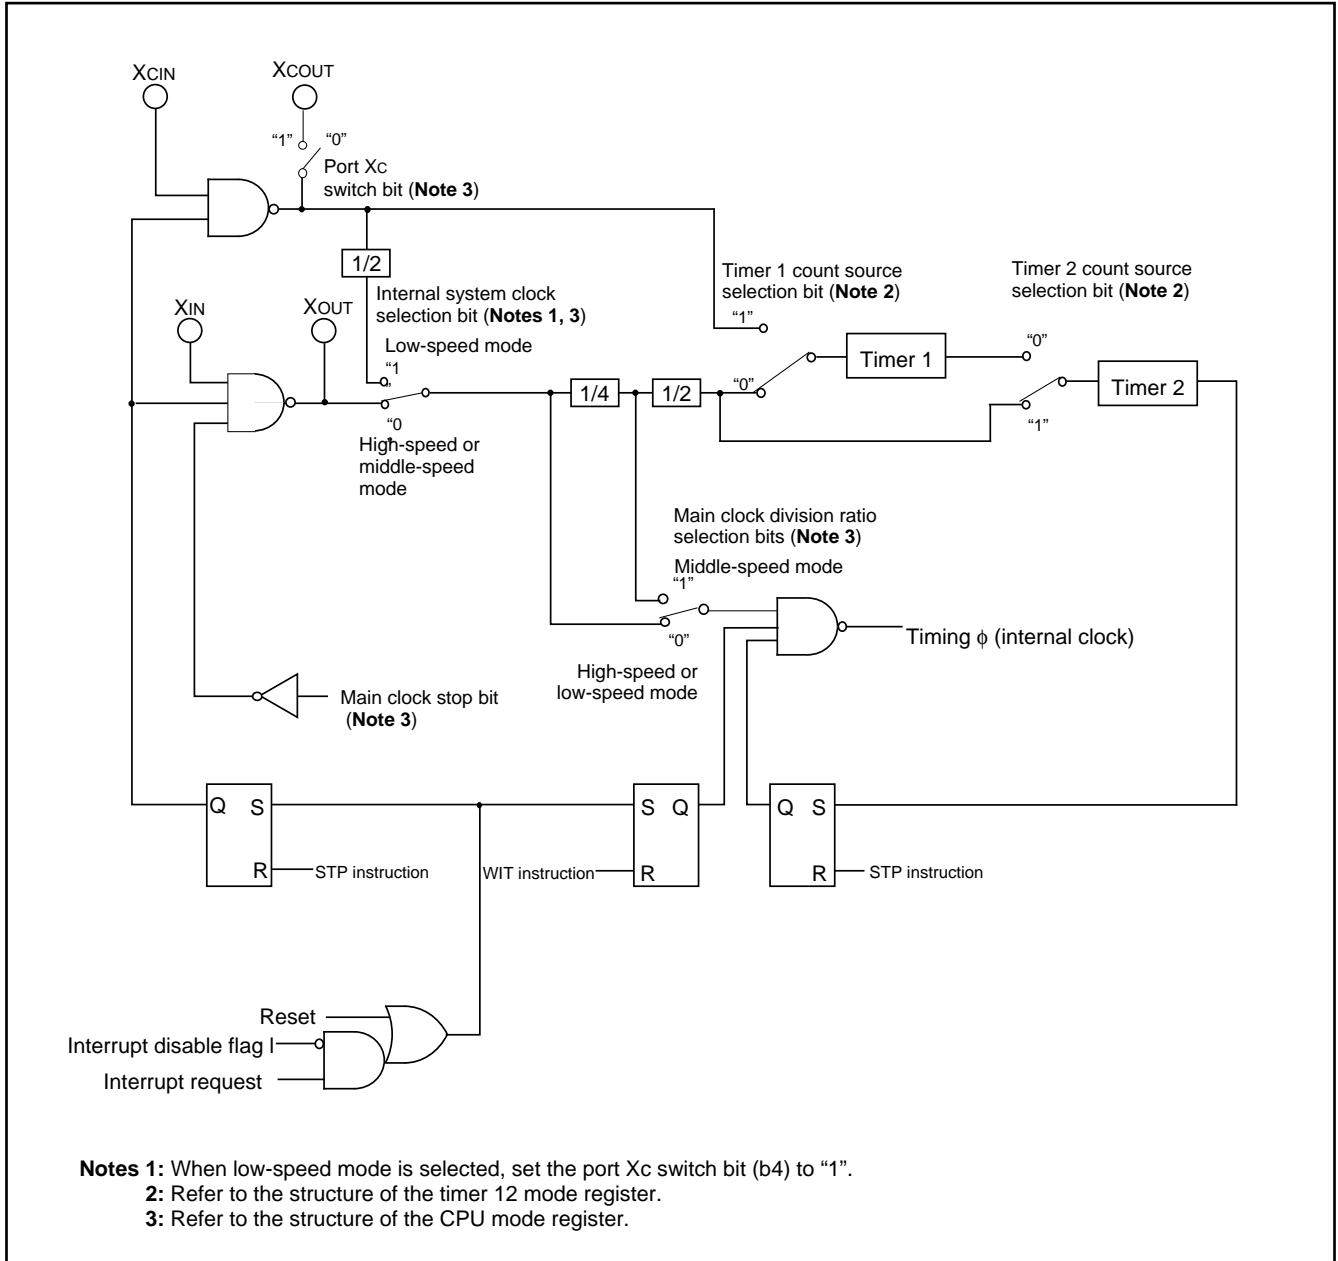 XCIN
XCOUT
“1”
“0”
Port XC
switch bit (Note 3)
1/2
Internal system clock
selection bit (Notes 1, 3)
Low-speed mode
XIN
XOUT
“1”
“0”
High-speed or
middle-speed
mode
1/4
1/2
Timer 1 count source
selection bit (Note 2)
“1”
“0”
Timer 1
Timer 2 count source
selection bit (Note 2)
“0”
“1”
Timer 2
Main clock division ratio
selection bits (Note 3)
Middle-speed mode
“1”
“0”
High-speed or
low-speed mode
Timing ϕ (internal clock)
Main clock stop bit
(Note 3)
Q S
R
STP instruction
WIT instruction
S Q
R
Q S
R
STP instruction
Reset
Interrupt disable flag I
Interrupt request
Notes 1: When low-speed mode is selected, set the port Xc switch bit (b4) to “1”.
2: Refer to the structure of the timer 12 mode register.
3: Refer to the structure of the CPU mode register.